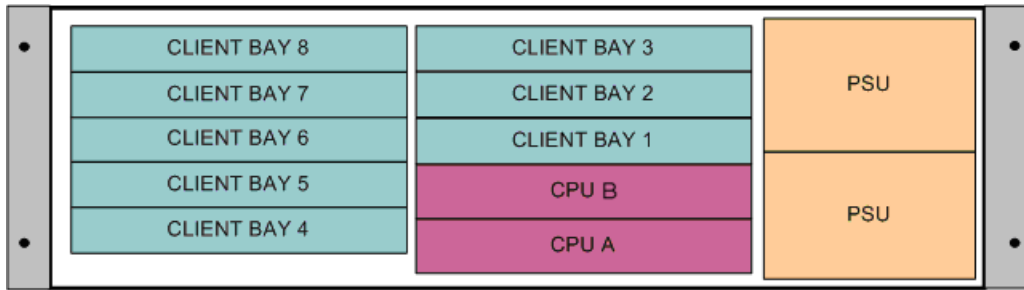 CLIENT BAY 8
CLIENT BAY 7
CLIENT BAY 6
CLIENT BAY 5
CLIENT BAY 4
CLIENT BAY 3
CLIENT BAY 2
CLIENT BAY 1
CPU B
CPU A
PSU
PSU